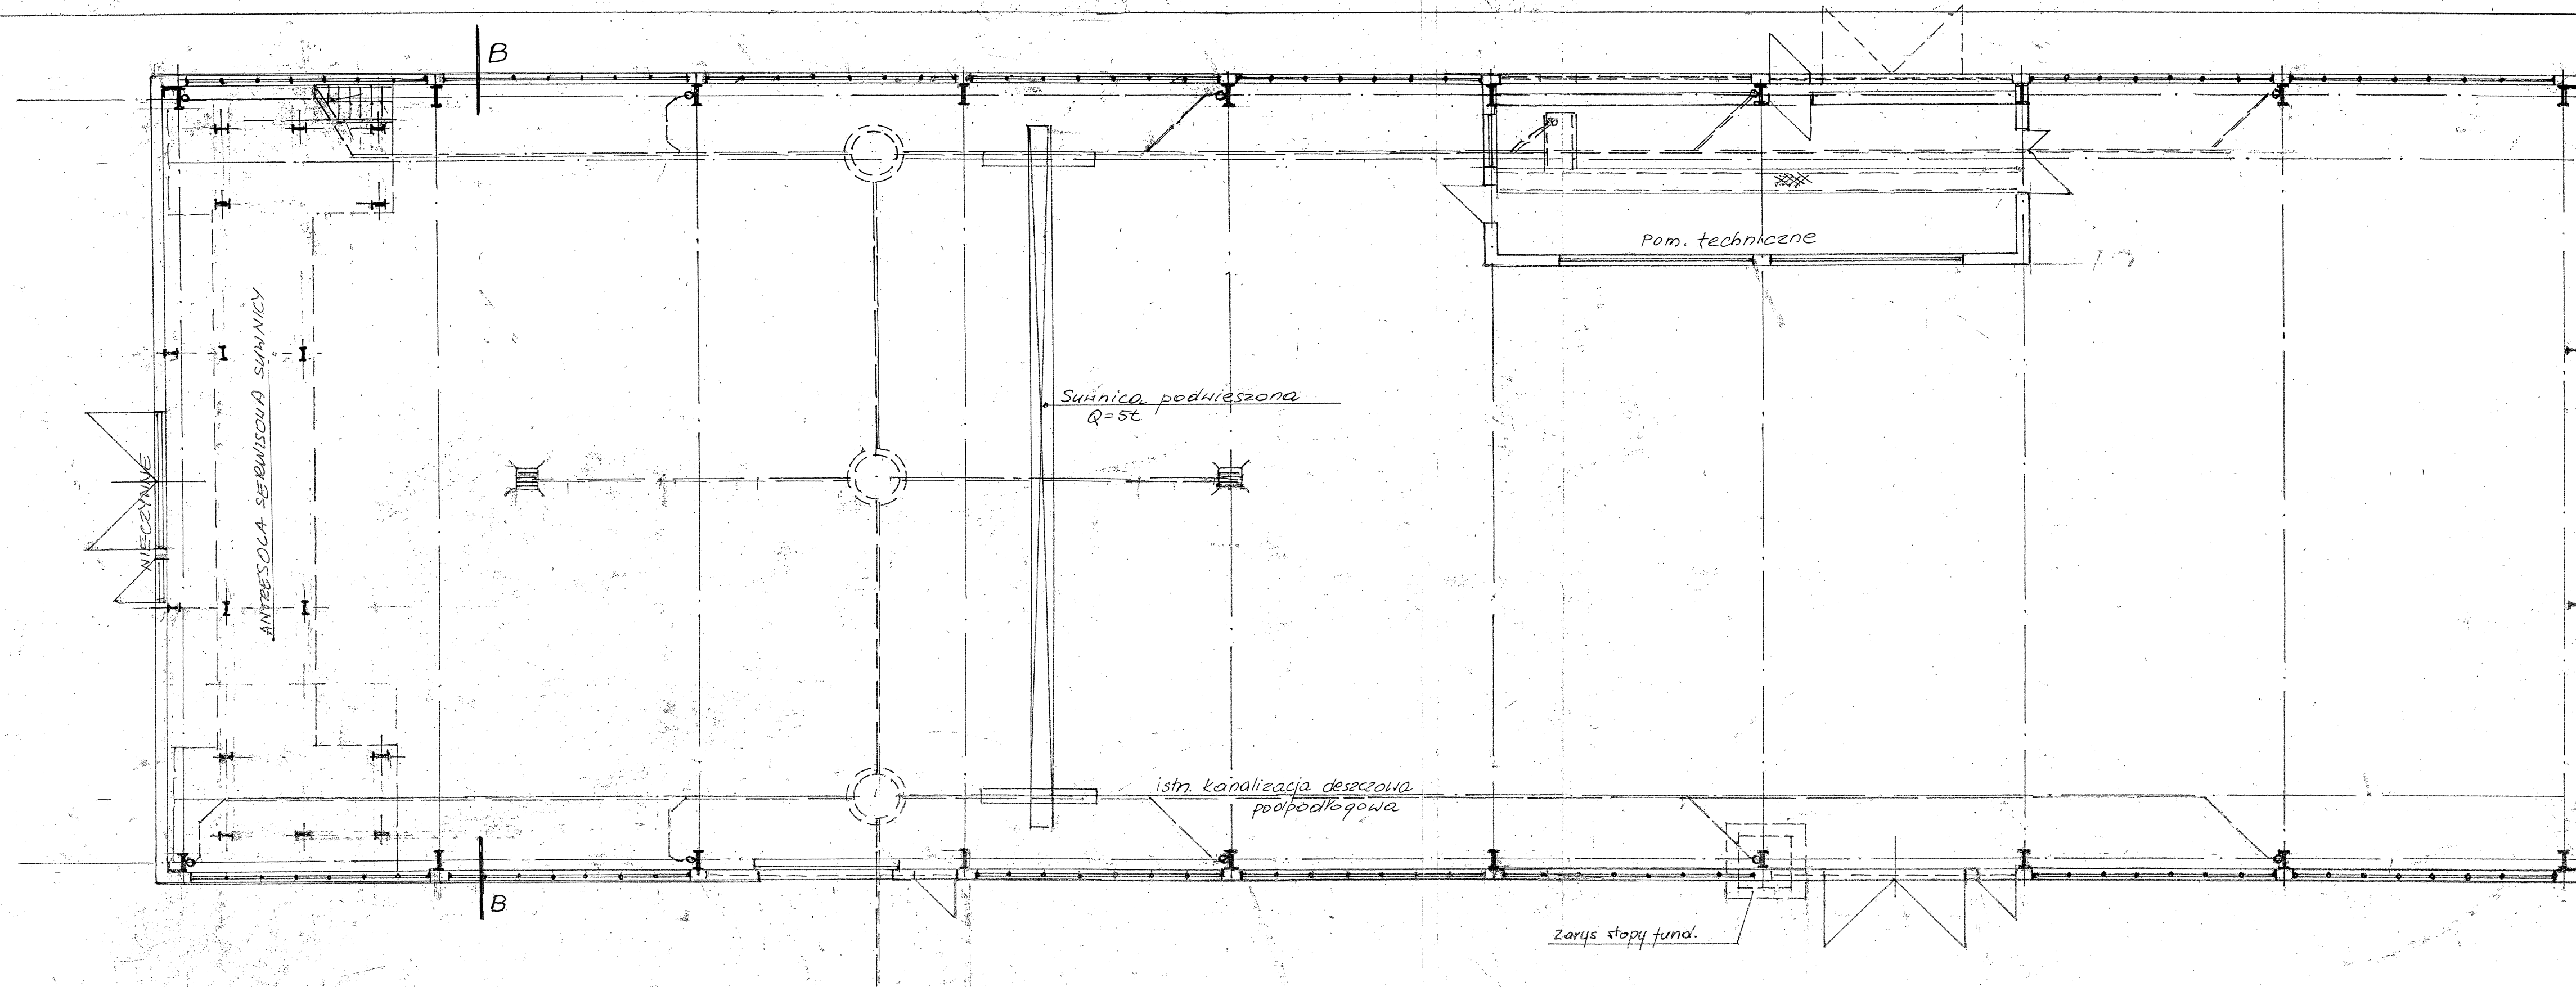 B
Pom. techniczne
ANTRESOLA SERWISOWA SUWNICY
Suwnica podwieszona
Q=5t
NIECZYNNE
istn. kanalizacja deszczowa
podpodłogowa
B
zarys stopy fund.